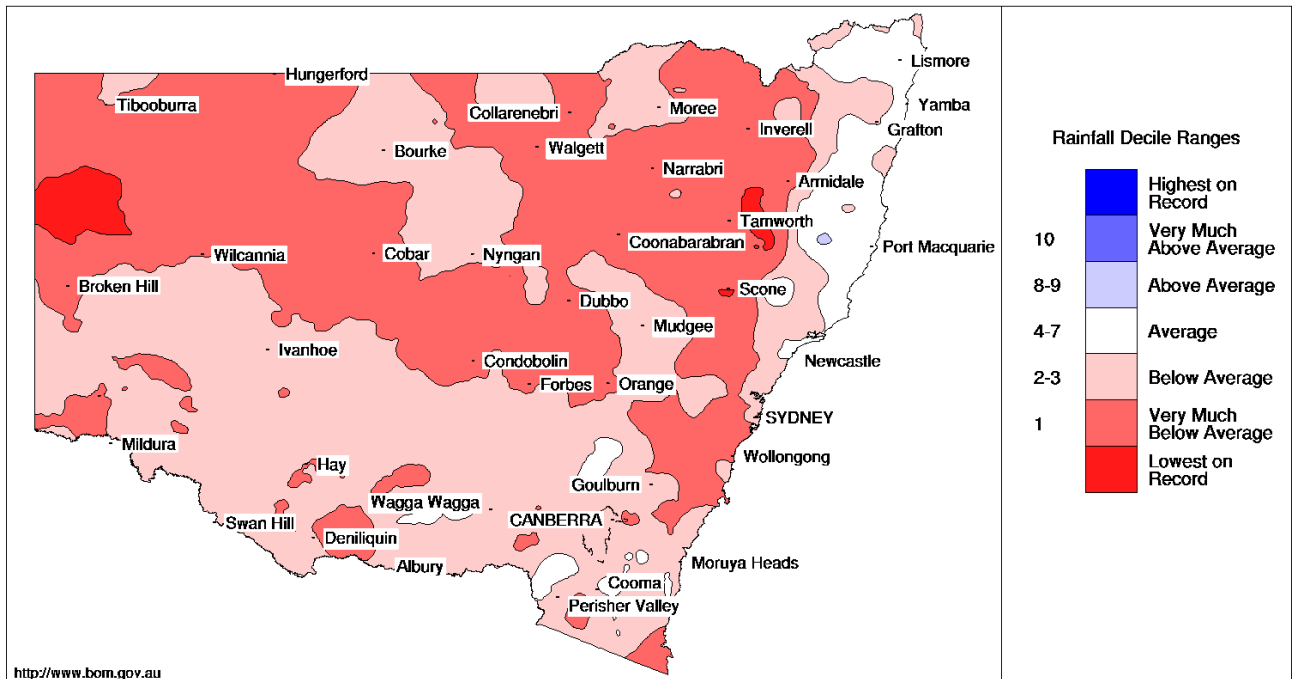 Hungerford
Tibooburra
Collarenebri
Moree
Lismore
Yamba
Inverell
Grafton
Bourke
Walgett
Narrabri
Armidale
Tamworth
Coonabarabran
Port Macquarie
Wilcannia
Cobar
Nyngan
Broken Hill
Scone
Dubbo
Mudgee
Ivanhoe
Condobolin
Newcastle
Forbes
Orange
SYDNEY
Mildura
Wollongong
Hay
Goulburn
Wagga Wagga
Swan Hill
CANBERRA
Deniliquin
Albury
Moruya Heads
Cooma
Perisher Valley
http://www.bom.gov.au
Rainfall Decile Ranges
Highest on
Record
10 Very Much
Above Average
8-9 Above Average
4-7 Average
2-3 Below Average
1 Very Much
Below Average
Lowest on
Record